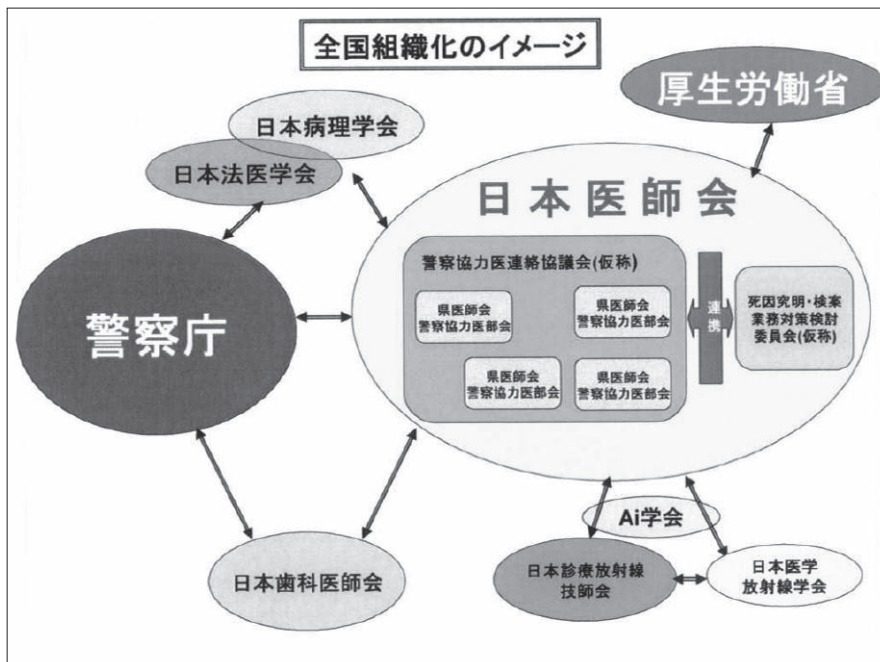 全国組織化のイメージ
厚生労働省
日本病理学会
日本法医学会
日本医師会
警察協力医連絡協議会(仮称)
県医師会
警察協力医部会
県医師会
警察協力医部会
県医師会
警察協力医部会
県医師会
警察協力医部会
連携
死因究明・検案
業務対策検討
委員会(仮称)
警察庁
日本歯科医師会
Ai学会
日本診療放射線
技師会
日本医学
放射線学会